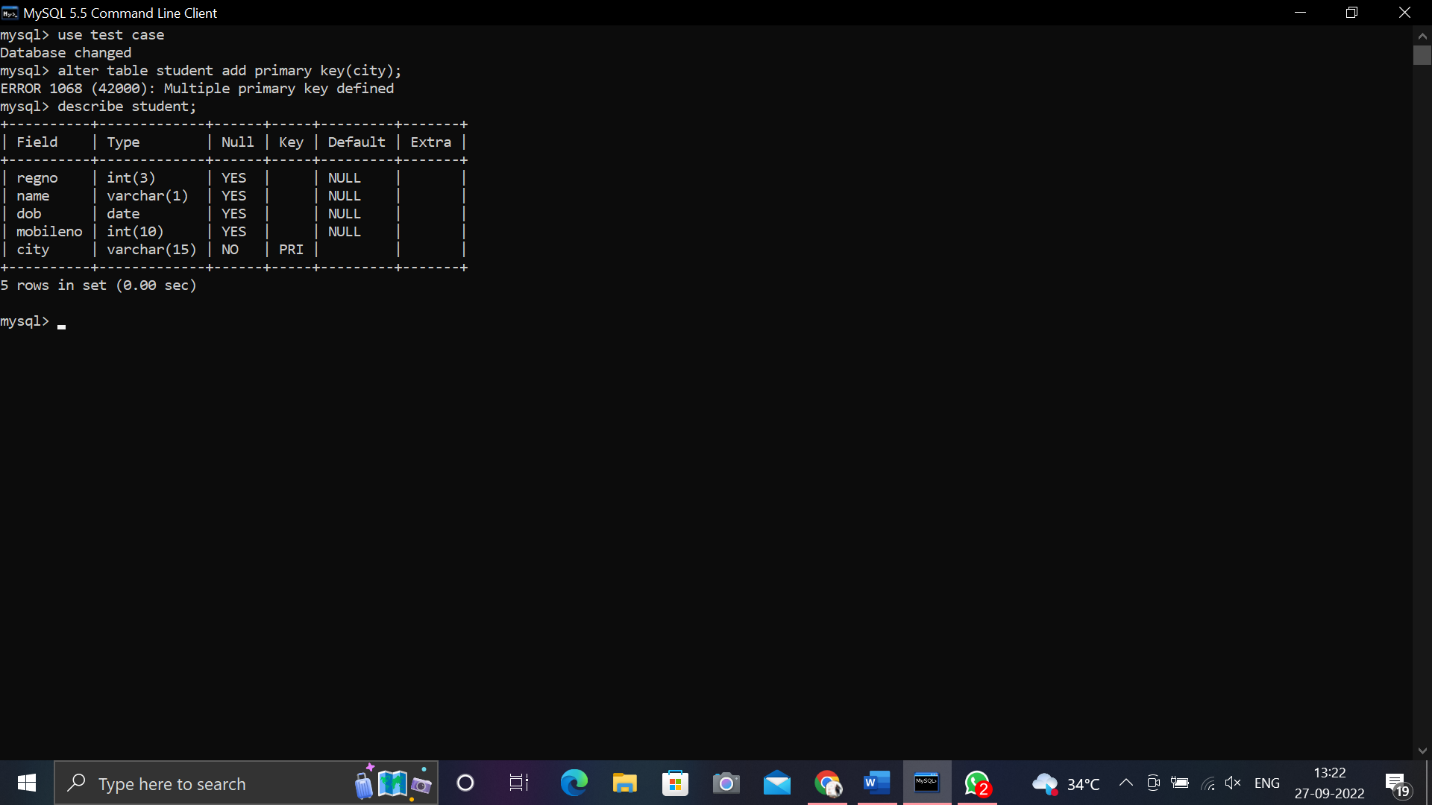 MySQL 5.5 Command Line Client
mysql> use test case
Database changed
mysql> alter table student add primary key(city);
ERROR 1068 (42000): Multiple primary key defined
mysql> describe student;
+----------+-------------+------+-----+---------+-------+
| Field    | Type        | Null | Key | Default | Extra |
+----------+-------------+------+-----+---------+-------+
| regno    | int(3)      | YES  |     | NULL    |       |
| name     | varchar(1)  | YES  |     | NULL    |       |
| dob      | date        | YES  |     | NULL    |       |
| mobileno | int(10)     | YES  |     | NULL    |       |
| city     | varchar(15) | NO   | PRI |         |       |
+----------+-------------+------+-----+---------+-------+
5 rows in set (0.00 sec)
mysql>
Type here to search
W
MySQL
2
34°C
ENG
13:22
27-09-2022
19